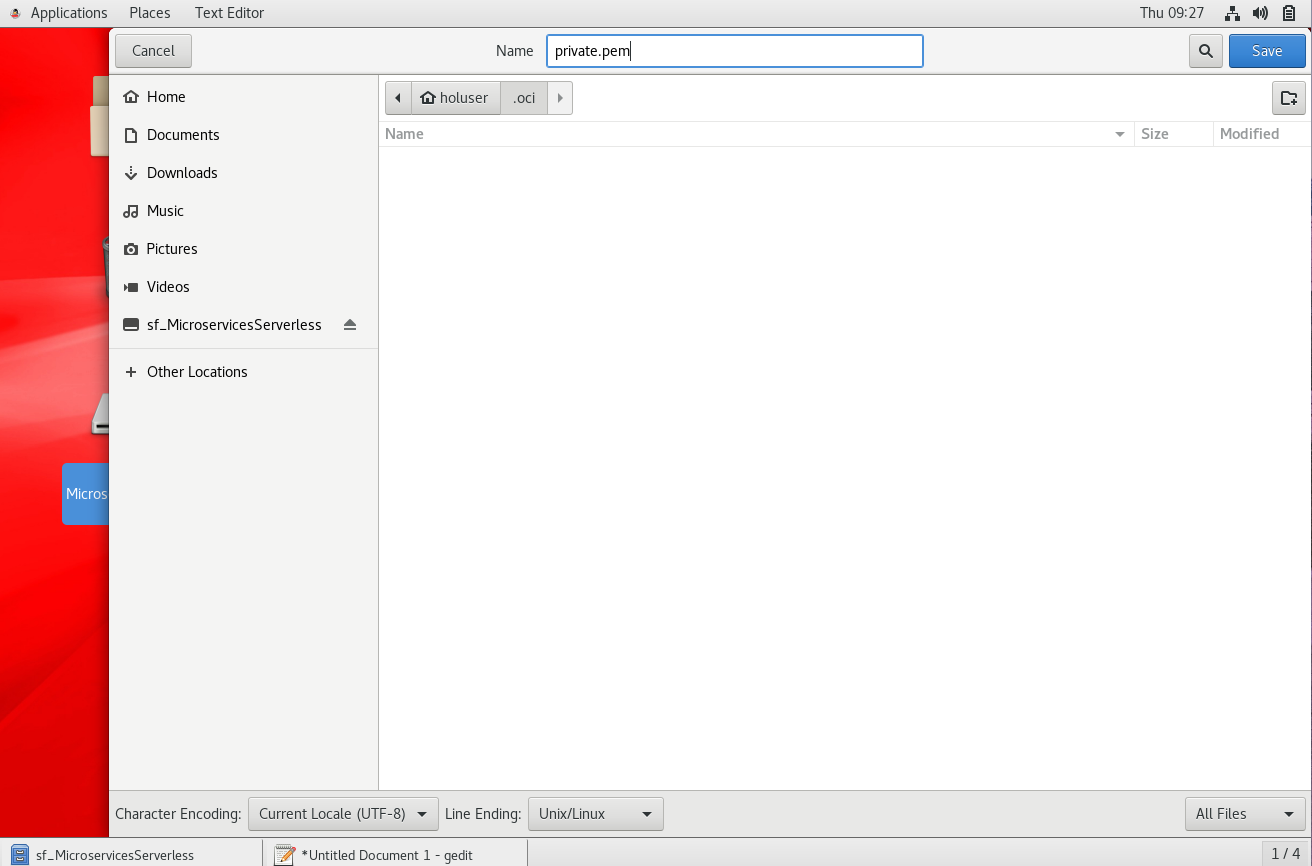 Applications Places Text Editor Thu 09:27
Cancel Name private.pem Save
Home
Documents
Downloads
Music
Pictures
Videos
sf_MicroservicesServerless
Other Locations
holuser .oci
Name Size Modified
Micros
Character Encoding: Current Locale (UTF-8) Line Ending: Unix/Linux All Files
sf_MicroservicesServerless *Untitled Document 1 - gedit 1 / 4